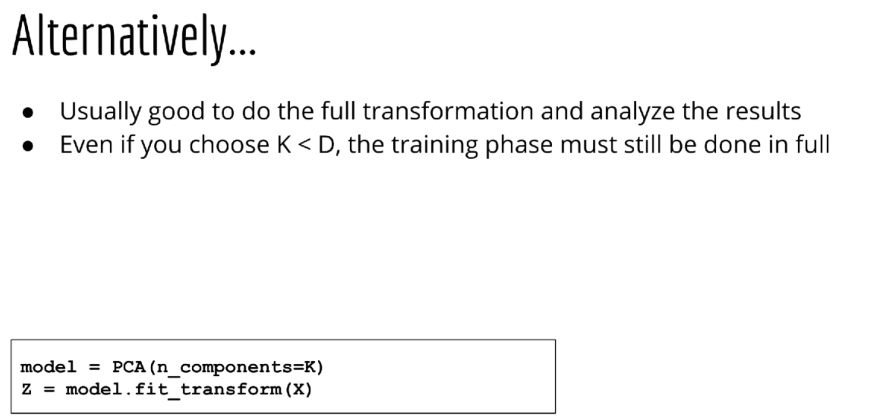 Alternatively...
● Usually good to do the full transformation and analyze the results
● Even if you choose K < D, the training phase must still be done in full
model = PCA(n_components=K)
Z = model.fit_transform(X)